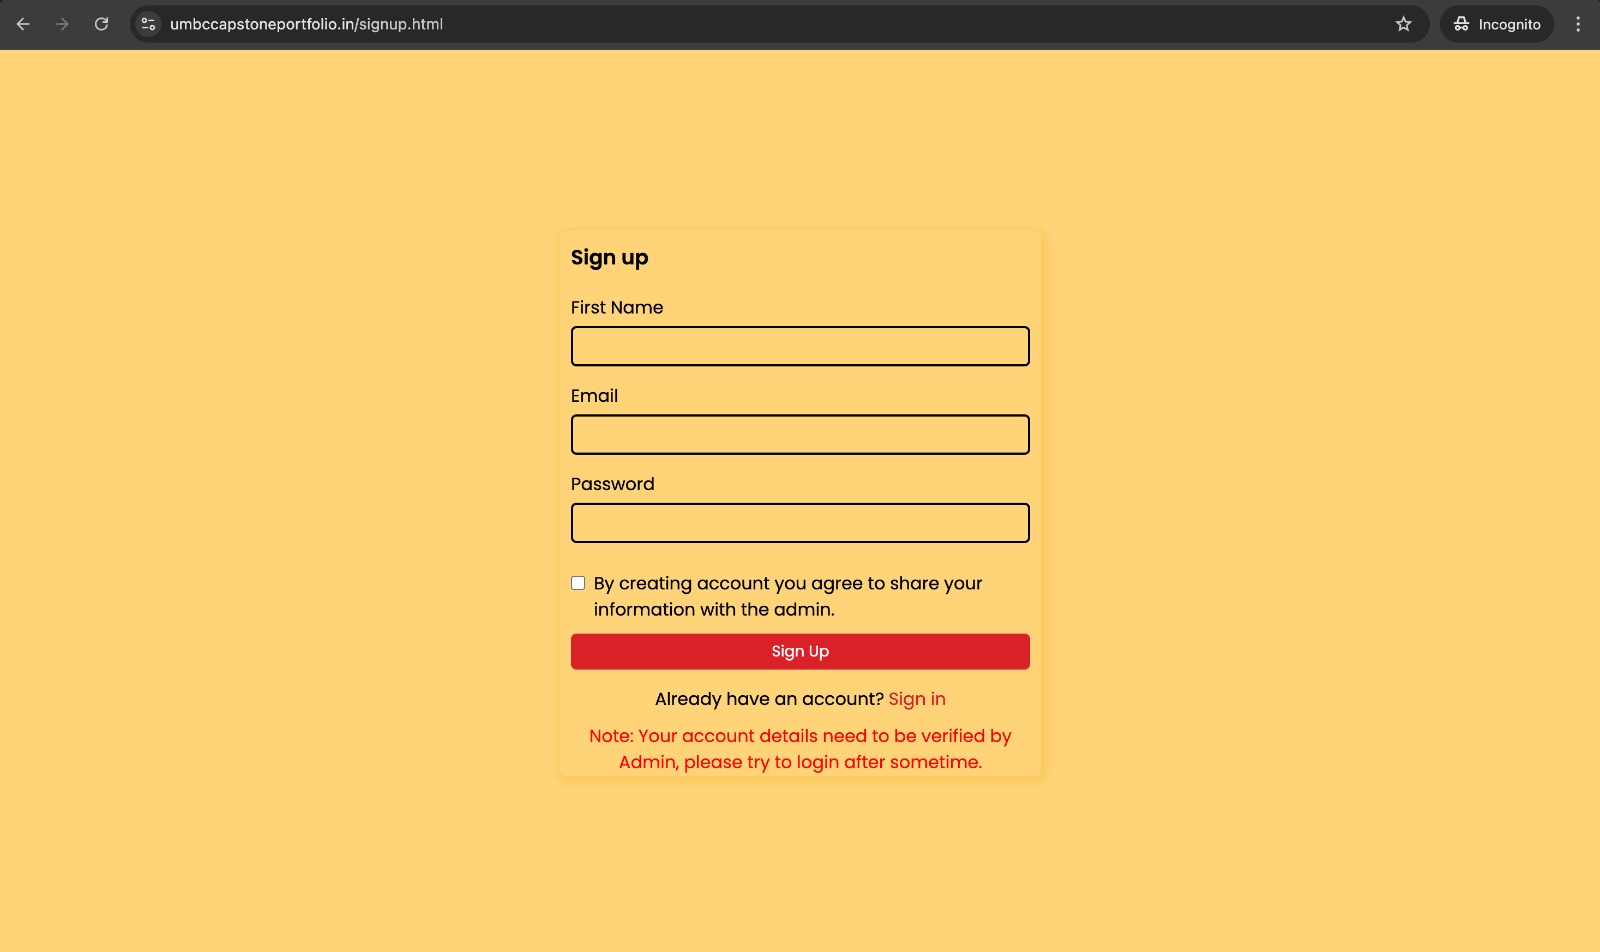 umbccapstoneportfolio.in/signup.html
Incognito
Sign up
First Name
Email
Password
By creating account you agree to share your
information with the admin.
Sign Up
Already have an account? Sign in
Note: Your account details need to be verified by
Admin, please try to login after sometime.